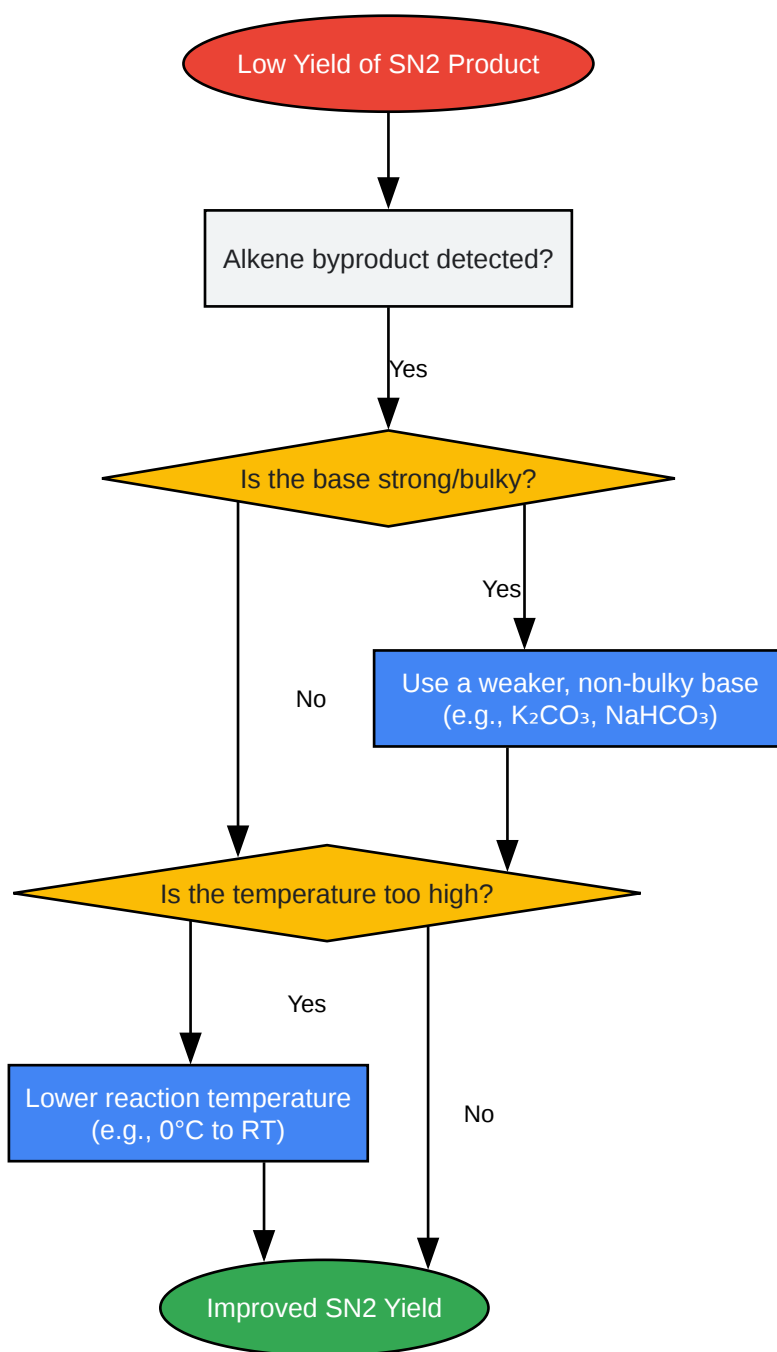 Low Yield of SN2 Product
Alkene byproduct detected?
Yes
Is the base strong/bulky?
Yes
Use a weaker, non-bulky base
(e.g., K₂CO₃, NaHCO₃)
No
Is the temperature too high?
Yes
Lower reaction temperature
(e.g., 0°C to RT)
No
Improved SN2 Yield